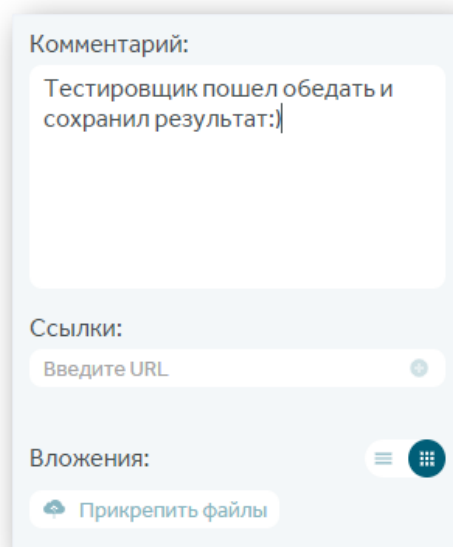 Комментарий:
Тестировщик пошел обедать и
сохранил результат:)
Ссылки:
Введите URL
Вложения:
Прикрепить файлы